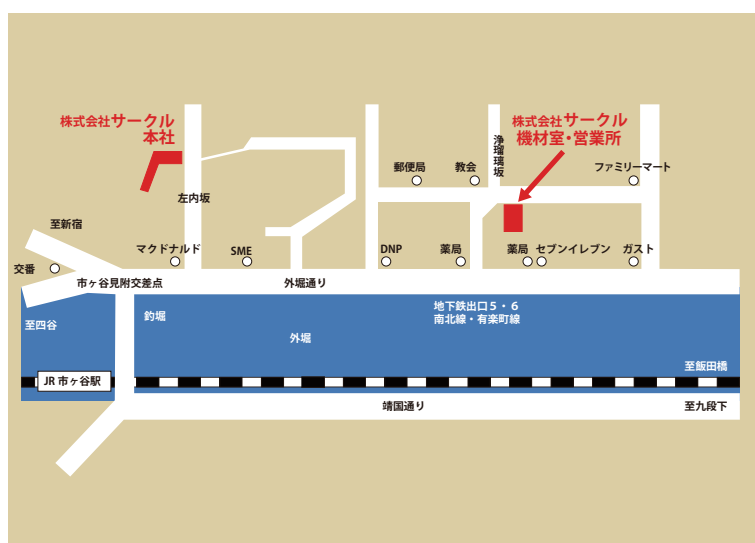 株式会社サークル
本社
株式会社サークル
機材室・営業所
浄瑠璃坂
郵便局
教会
ファミリーマート
左内坂
至新宿
マクドナルド
SME
DNP
薬局
薬局
セブンイレブン
ガスト
交番
市ヶ谷見附交差点
外堀通り
地下鉄出口5・6
南北線・有楽町線
釣堀
至四谷
外堀
至飯田橋
JR 市ヶ谷駅
靖国通り
至九段下